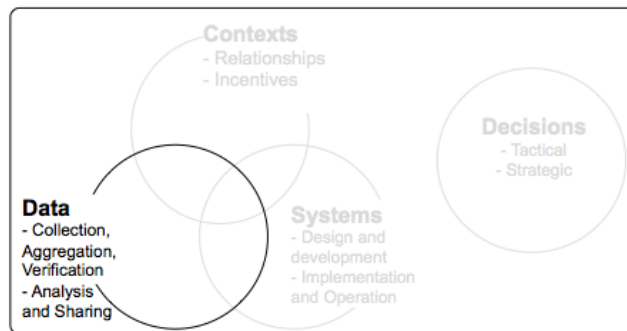 Contexts
- Relationships
- Incentives
Decisions
- Tactical
- Strategic
Data
- Collection,
Aggregation,
Verification
- Analysis
and Sharing
Systems
- Design and
development
- Implementation
and Operation